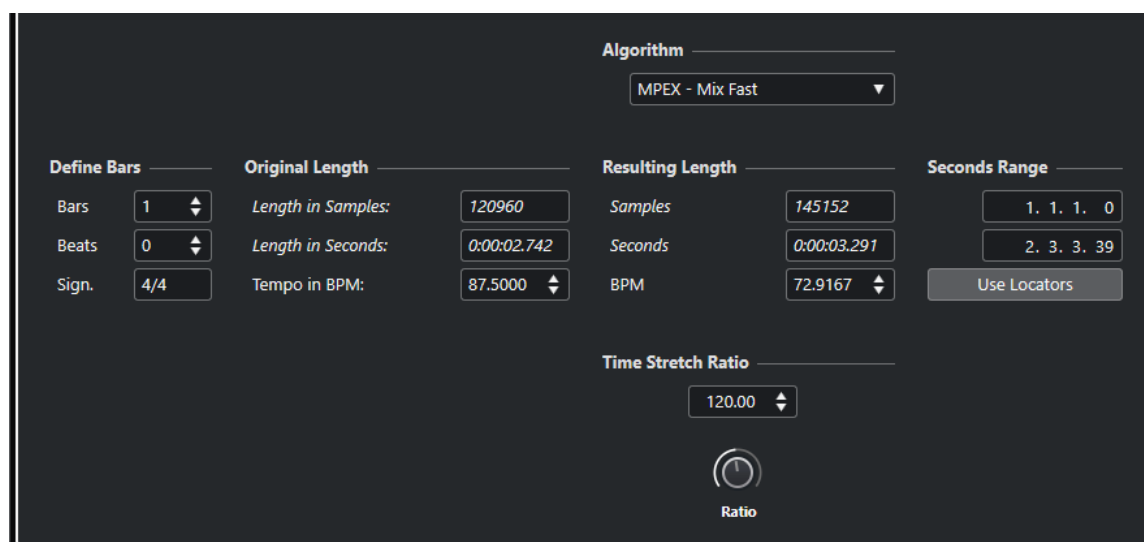 Algorithm
MPEX - Mix Fast
Define Bars
Original Length
Resulting Length
Seconds Range
Bars 1
Length in Samples: 120960
Samples 145152
1. 1. 1. 0
Beats 0
Length in Seconds: 0:00:02.742
Seconds 0:00:03.291
2. 3. 3. 39
Sign. 4/4
Tempo in BPM: 87.5000
BPM 72.9167
Use Locators
Time Stretch Ratio
120.00
Ratio